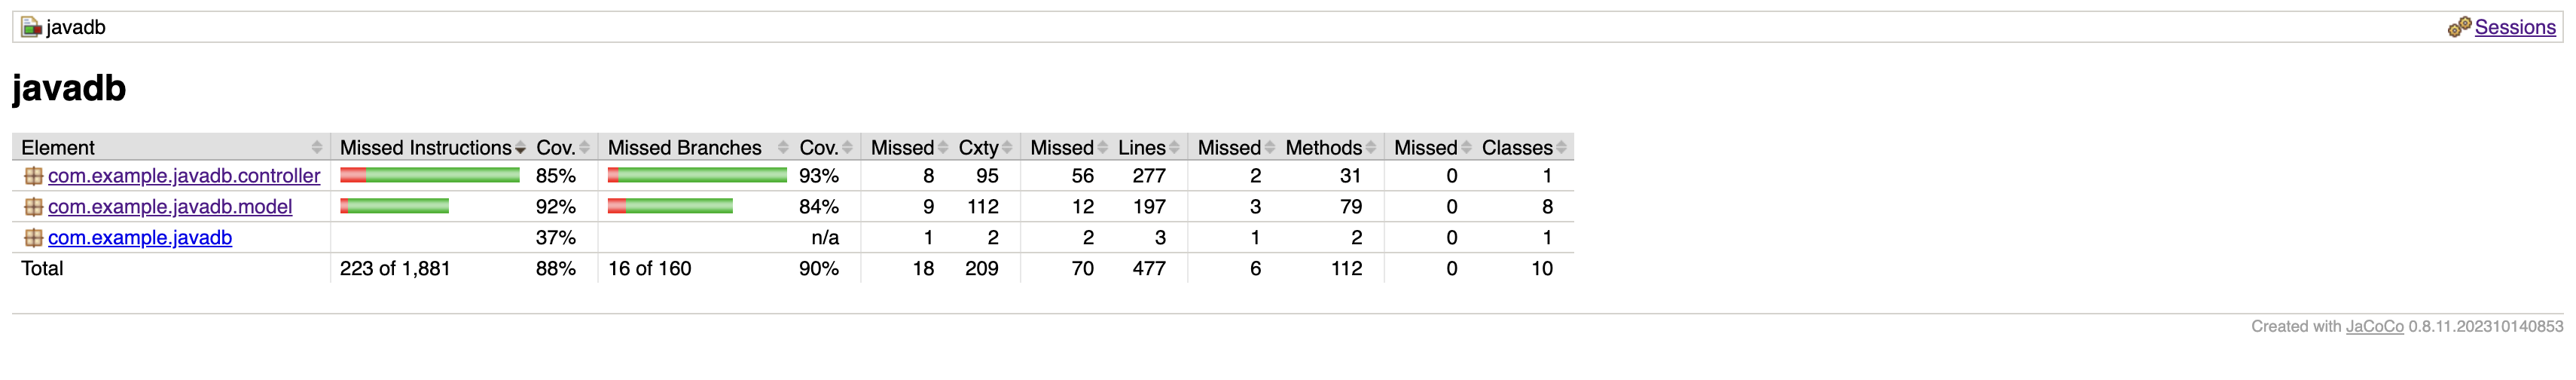 javadb Sessions
javadb
Element Missed Instructions Cov. Missed Branches Cov. Missed Cxty Missed Lines Missed Methods Missed Classes
com.example.javadb.controller 85% 93% 8 95 56 277 2 31 0 1
com.example.javadb.model 92% 84% 9 112 12 197 3 79 0 8
com.example.javadb 37% n/a 1 2 2 3 1 2 0 1
Total 223 of 1,881 88% 16 of 160 90% 18 209 70 477 6 112 0 10
Created with JaCoCo 0.8.11.202310140853